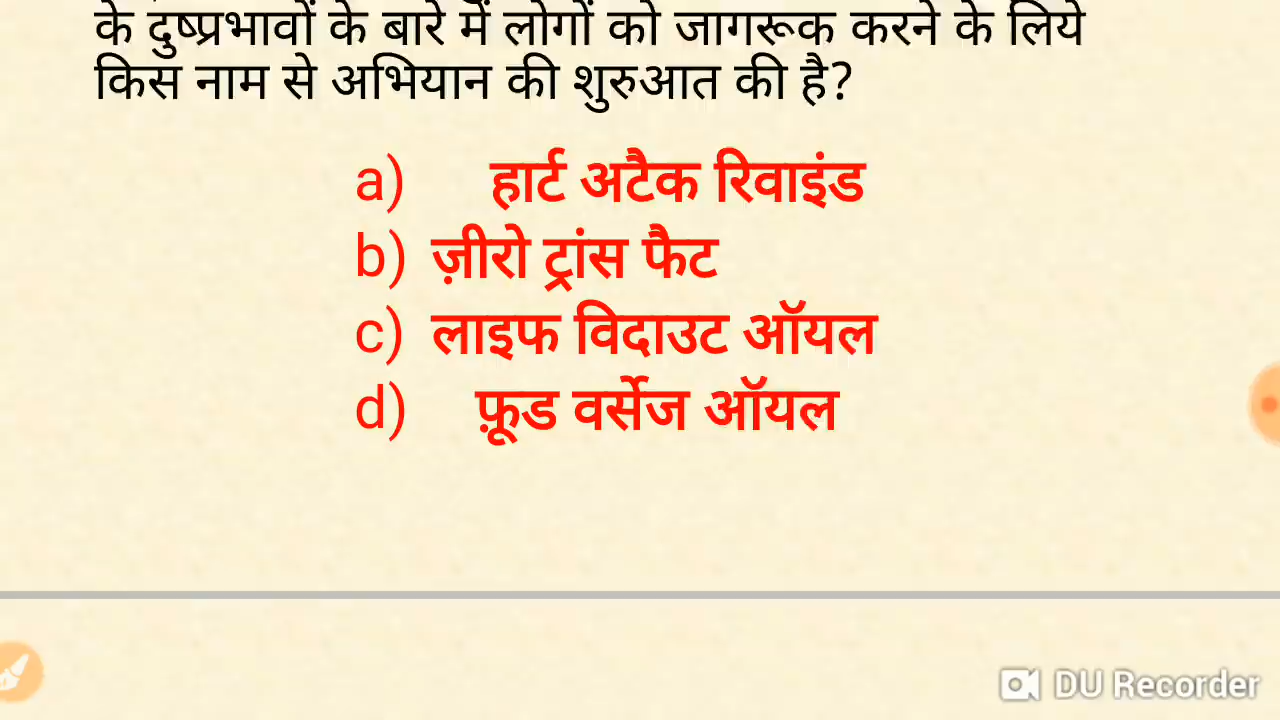 के दुष्प्रभावों के बारे में लोगों को जागरूक करने के लिये
किस नाम से अभियान की शुरुआत की है?
a) हार्ट अटैक रिवाइंड
b) ज़ीरो ट्रांस फैट
c) लाइफ विदाउट ऑयल
d) फ़ूड वर्सेज ऑयल
DU Recorder